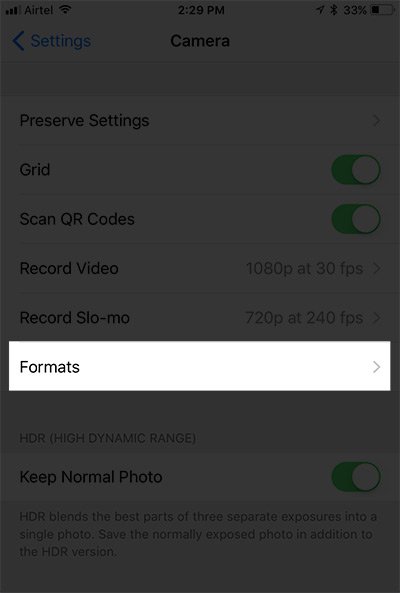 Airtel 2:29 PM 33%
Settings Camera
Preserve Settings
Grid
Scan QR Codes
Record Video 1080p at 30 fps
Record Slo-mo 720p at 240 fps
Formats
HDR (HIGH DYNAMIC RANGE)
Keep Normal Photo
HDR blends the best parts of three separate exposures into a
single photo. Save the normally exposed photo in addition to
the HDR version.